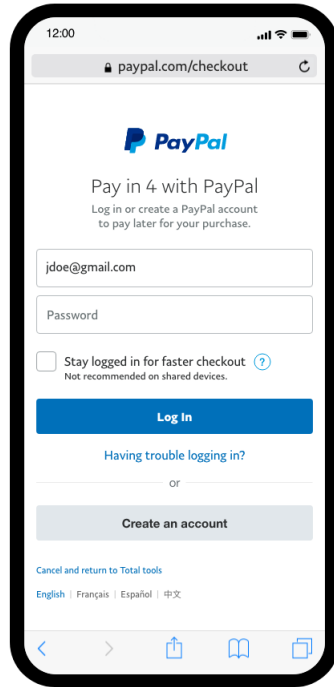 12:00
paypal.com/checkout
PayPal
Pay in 4 with PayPal
Log in or create a PayPal account
to pay later for your purchase.
jdoe@gmail.com
Password
Stay logged in for faster checkout ?
Not recommended on shared devices.
Log In
Having trouble logging in?
or
Create an account
Cancel and return to Total tools
English | Français | Español | 中文